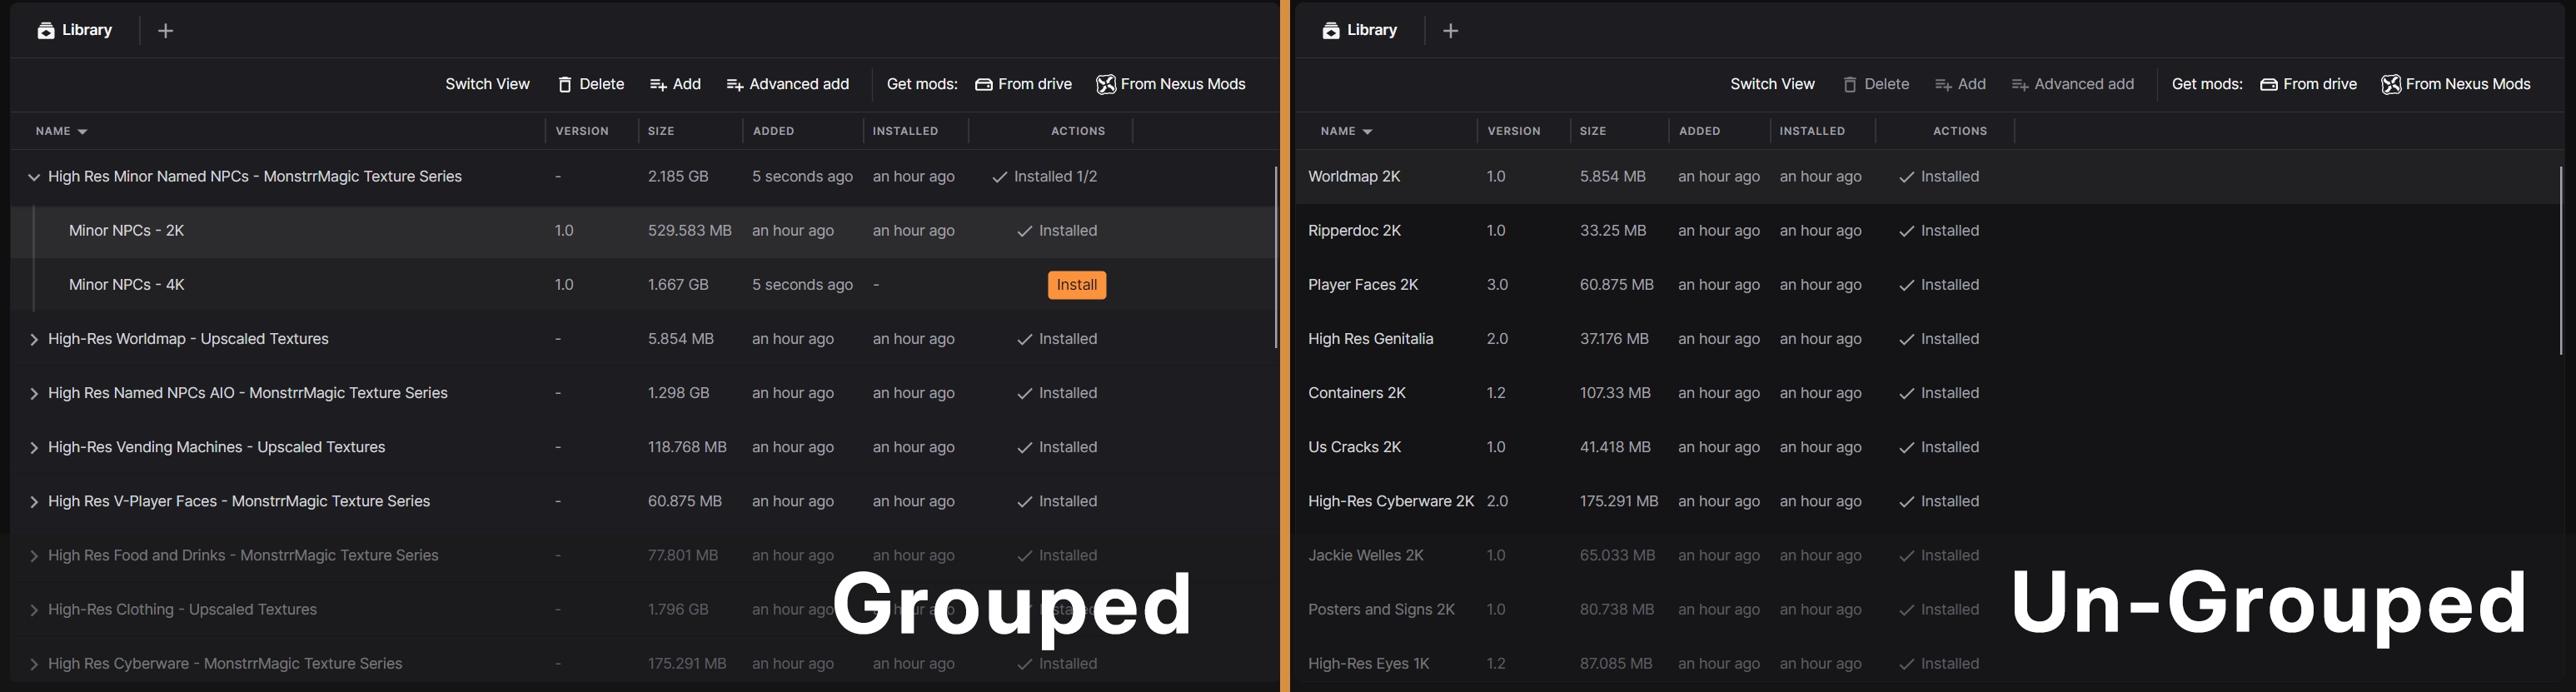 Library
Switch View Delete Add Advanced add Get mods: From drive From Nexus Mods
NAME VERSION SIZE ADDED INSTALLED ACTIONS
High Res Minor Named NPCs - MonstrrMagic Texture Series - 2.185 GB 5 seconds ago an hour ago Installed 1/2
Minor NPCs - 2K 1.0 529.583 MB an hour ago an hour ago Installed
Minor NPCs - 4K 1.0 1.667 GB 5 seconds ago - Install
High-Res Worldmap - Upscaled Textures - 5.854 MB an hour ago an hour ago Installed
High Res Named NPCs AIO - MonstrrMagic Texture Series - 1.298 GB an hour ago an hour ago Installed
High-Res Vending Machines - Upscaled Textures - 118.768 MB an hour ago an hour ago Installed
High Res V-Player Faces - MonstrrMagic Texture Series - 60.875 MB an hour ago an hour ago Installed
High Res Food and Drinks - MonstrrMagic Texture Series - 77.801 MB an hour ago an hour ago Installed
High-Res Clothing - Upscaled Textures - 1.796 GB an hour ago
High Res Cyberware - MonstrrMagic Texture Series - 175.291 MB an hour ago an hour ago Installed
Grouped
Library
Switch View Delete Add Advanced add Get mods: From drive From Nexus Mods
NAME VERSION SIZE ADDED INSTALLED ACTIONS
Worldmap 2K 1.0 5.854 MB an hour ago an hour ago Installed
Ripperdoc 2K 1.0 33.25 MB an hour ago an hour ago Installed
Player Faces 2K 3.0 60.875 MB an hour ago an hour ago Installed
High Res Genitalia 2.0 37.176 MB an hour ago an hour ago Installed
Containers 2K 1.2 107.33 MB an hour ago an hour ago Installed
Us Cracks 2K 1.0 41.418 MB an hour ago an hour ago Installed
High-Res Cyberware 2K 2.0 175.291 MB an hour ago an hour ago Installed
Jackie Welles 2K 1.0 65.033 MB an hour ago an hour ago Installed
Posters and Signs 2K 1.0 80.738 MB an hour ago an hour ago Installed
High-Res Eyes 1K 1.2 87.085 MB an hour ago an hour ago Installed
Un-Grouped